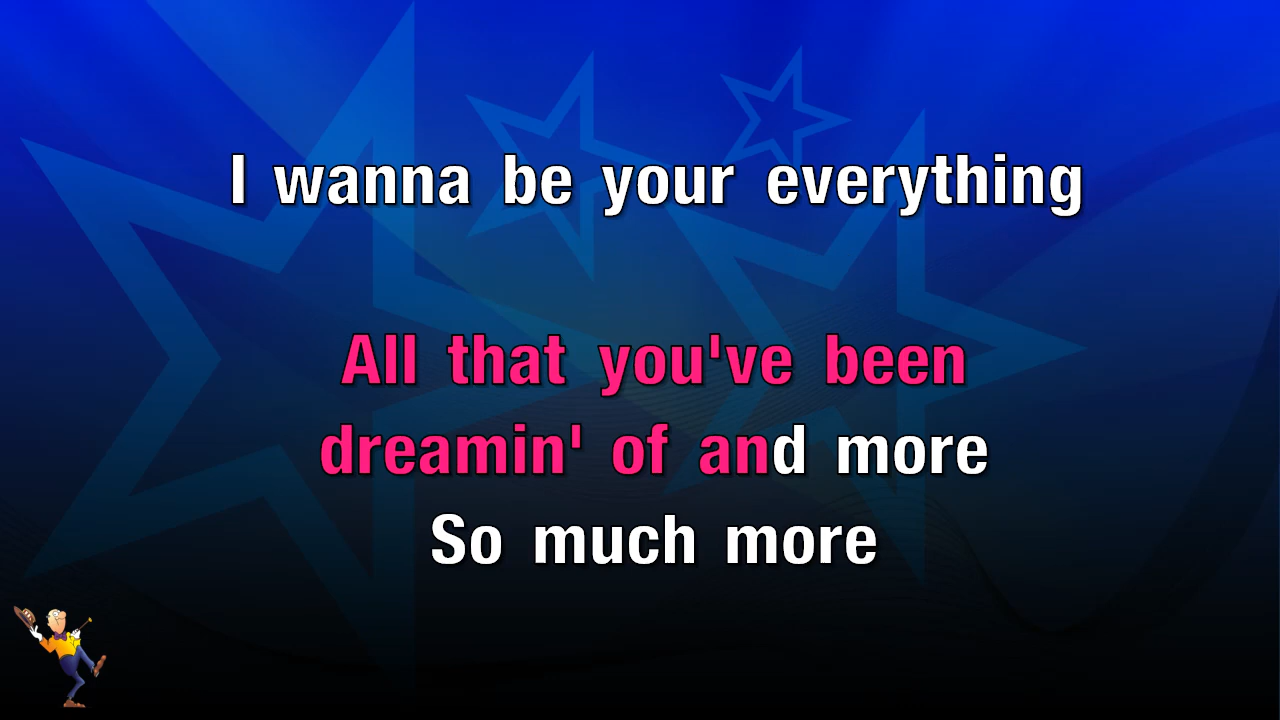 I wanna be your everything
All that you've been
dreamin' of and more
So much more